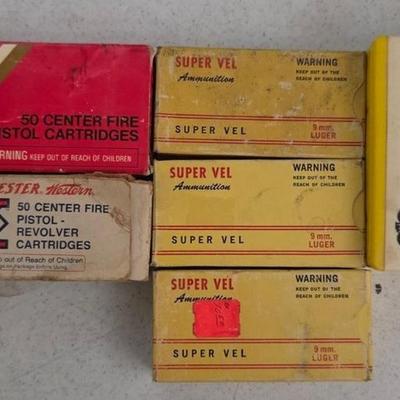 50 CENTER FIRE
PISTOL CARTRIDGES
WARNING KEEP OUT OF REACH OF CHILDREN
ESTER Western
50 CENTER FIRE
PISTOL -
REVOLVER
CARTRIDGES
out of Reach of Children
SUPER VEL
Ammunition
WARNING
KEEP OUT OF THE
REACH OF CHILDREN
SUPER VEL
9 mm.
LUGER
SUPER VEL
Ammunition
WARNING
KEEP OUT OF THE
REACH OF CHILDREN
SUPER VEL
9 mm.
LUGER
SUPER VEL
Ammunition
WARNING
KEEP OUT OF THE
REACH OF CHILDREN
SUPER VEL
9 mm.
LUGER